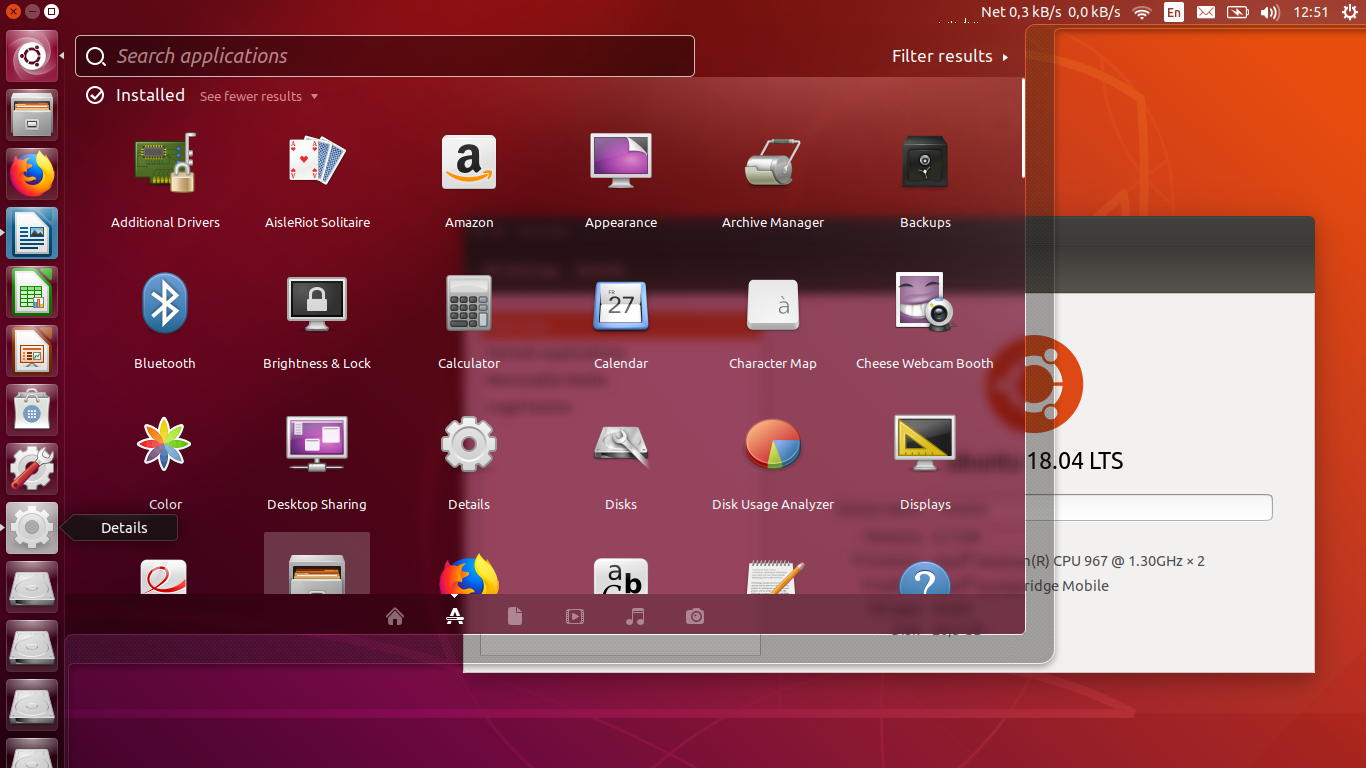 Net 0,3 kB/s 0,0 kB/s En 12:51
Search applications
Filter results
Installed See fewer results
Additional Drivers AisleRiot Solitaire Amazon Appearance Archive Manager Backups
FR
27
à
Bluetooth Brightness & Lock Calculator Calendar Character Map Cheese Webcam Booth
18.04 LTS
Color Desktop Sharing Details Disks Disk Usage Analyzer Displays
Details
(R) CPU 967 @ 1.30GHz × 2
ridge Mobile